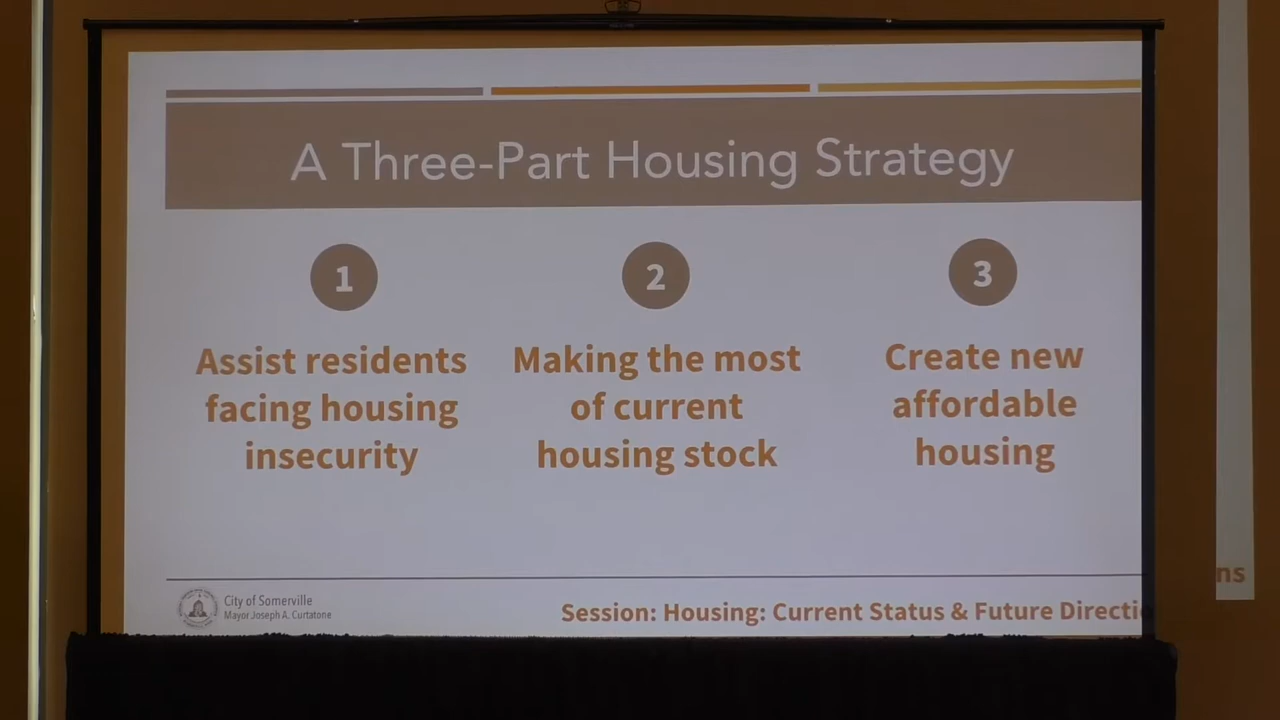 A Three-Part Housing Strategy
1
2
3
Assist residents
facing housing
insecurity
Making the most
of current
housing stock
Create new
affordable
housing
City of Somerville
Mayor Joseph A. Curtatone
Session: Housing: Current Status & Future Directi
ns